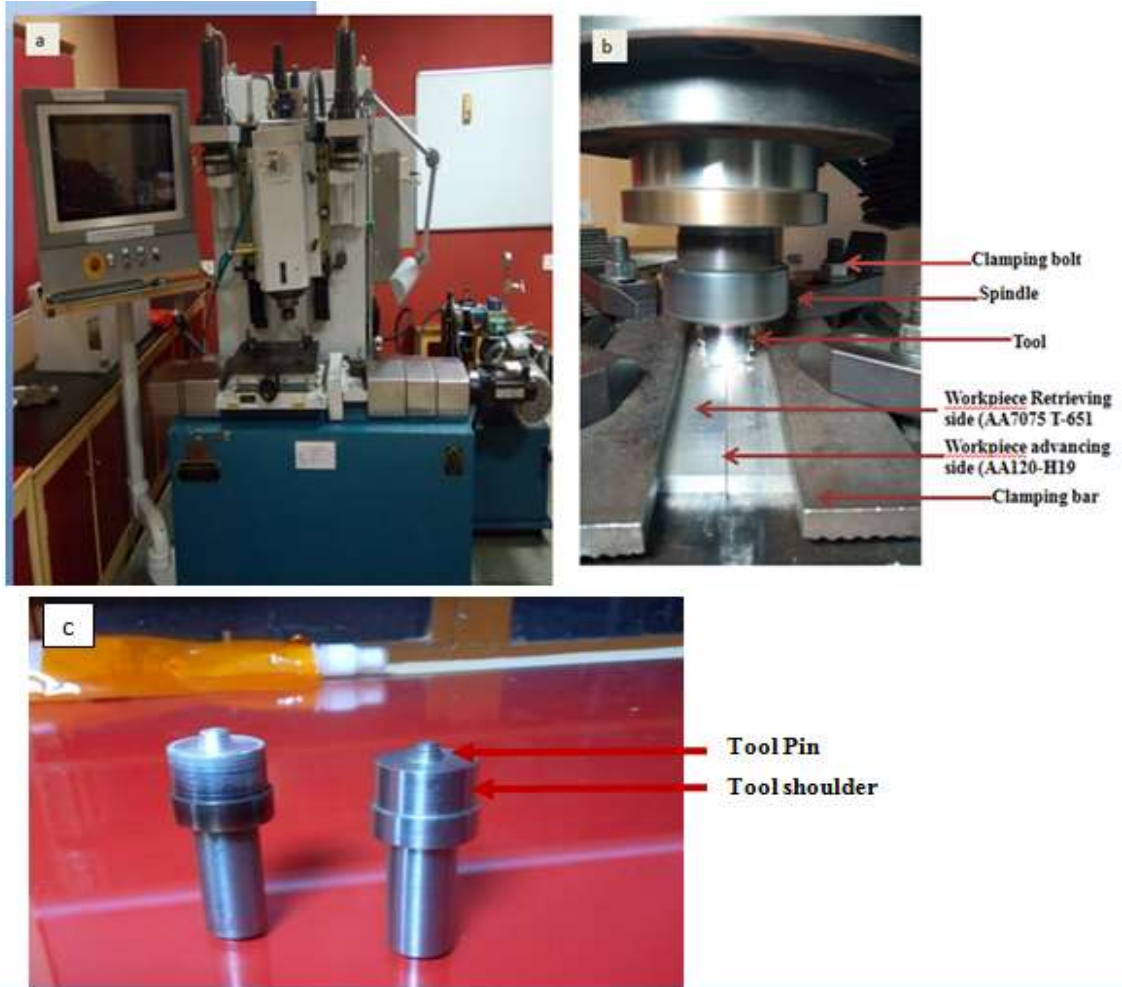 a
b
Clamping bolt
Spindle
Tool
Workpiece Retrieving
side (AA7075 T-651
Workpiece advancing
side (AA120-H19
Clamping bar
c
Tool Pin
Tool shoulder